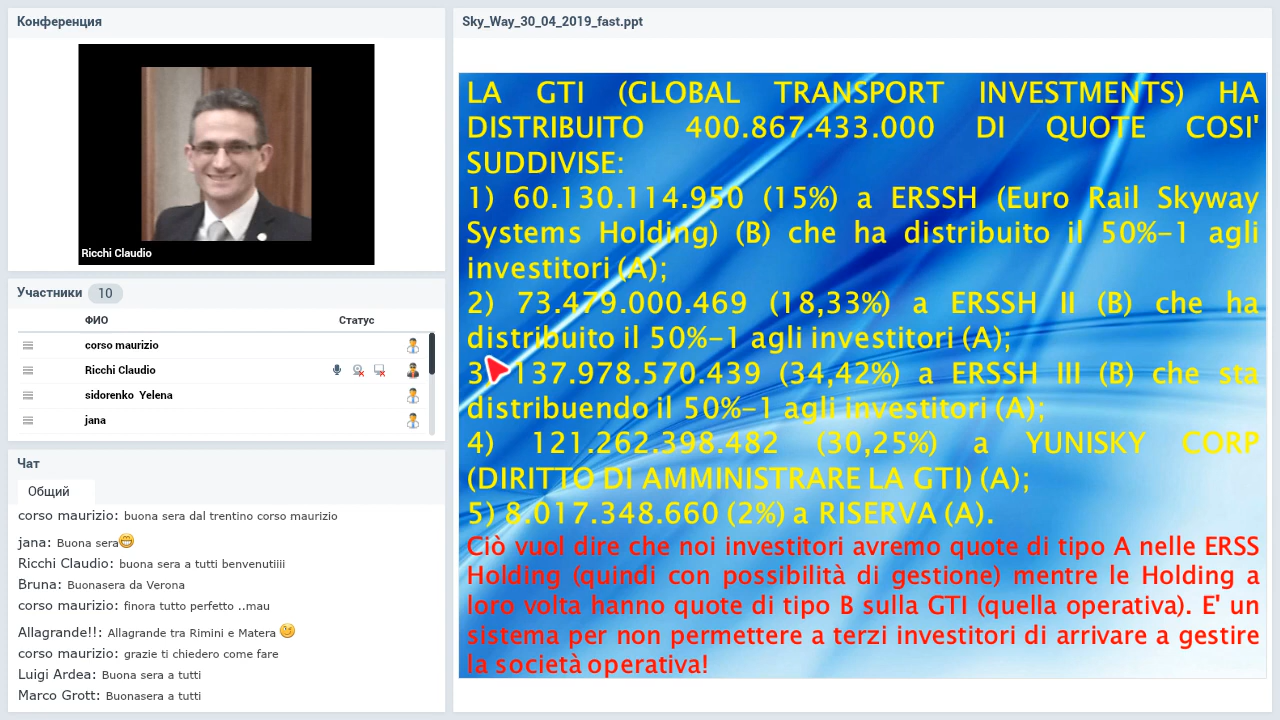 Конференция
Ricchi Claudio
Участники 10
ФИО Статус
corso maurizio
Ricchi Claudio
sidorenko Yelena
jana
Чат
Общий
corso maurizio: buona sera dal trentino corso maurizio
jana: Buona sera
Ricchi Claudio: buona sera a tutti benvenutiiii
Bruna: Buonasera da Verona
corso maurizio: finora tutto perfetto ..mau
Allagrande!!: Allagrande tra Rimini e Matera
corso maurizio: grazie ti chiedero come fare
Luigi Ardea: Buona sera a tutti
Marco Grott: Buonasera a tutti
Sky_Way_30_04_2019_fast.ppt
LA GTI (GLOBAL TRANSPORT INVESTMENTS) HA
DISTRIBUITO 400.867.433.000 DI QUOTE COSI'
SUDDIVISE:
1) 60.130.114.950 (15%) a ERSSH (Euro Rail Skyway
Systems Holding) (B) che ha distribuito il 50%-1 agli
investitori (A);
2) 73.479.000.469 (18,33%) a ERSSH II (B) che ha
distribuito il 50%-1 agli investitori (A);
3 137.978.570.439 (34,42%) a ERSSH III (B) che sta
distribuendo il 50%-1 agli investitori (A);
4) 121.262.398.482 (30,25%) a YUNISKY CORP
(DIRITTO DI AMMINISTRARE LA GTI) (A);
5) 8.017.348.660 (2%) a RISERVA (A).
Ciò vuol dire che noi investitori avremo quote di tipo A nelle ERSS
Holding (quindi con possibilità di gestione) mentre le Holding a
loro volta hanno quote di tipo B sulla GTI (quella operativa). E' un
sistema per non permettere a terzi investitori di arrivare a gestire
la società operativa!